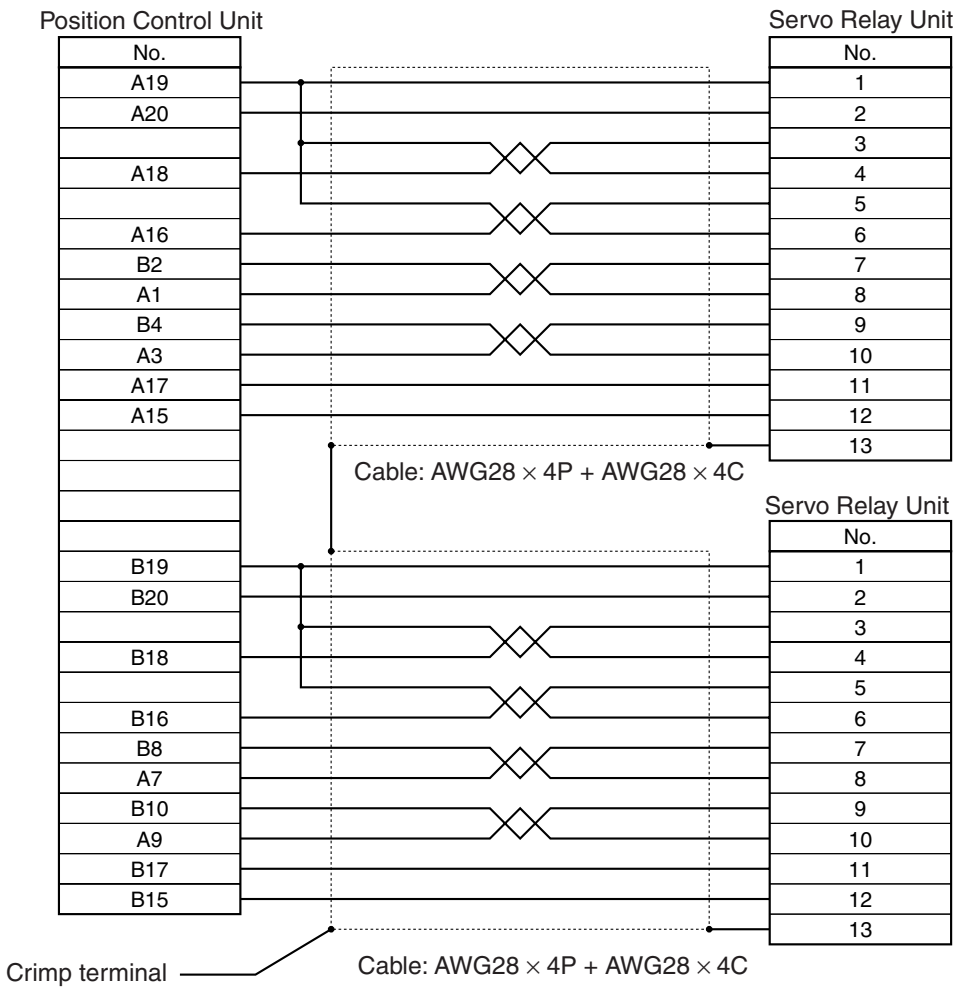 Position Control Unit
Servo Relay Unit
No.
No.
A19
1
A20
2
3
A18
4
5
A16
6
B2
7
A1
8
B4
9
A3
10
A17
11
A15
12
13
Cable: AWG28 × 4P + AWG28 × 4C
Servo Relay Unit
No.
B19
1
B20
2
3
B18
4
5
B16
6
B8
7
A7
8
B10
9
A9
10
B17
11
B15
12
13
Crimp terminal
Cable: AWG28 × 4P + AWG28 × 4C